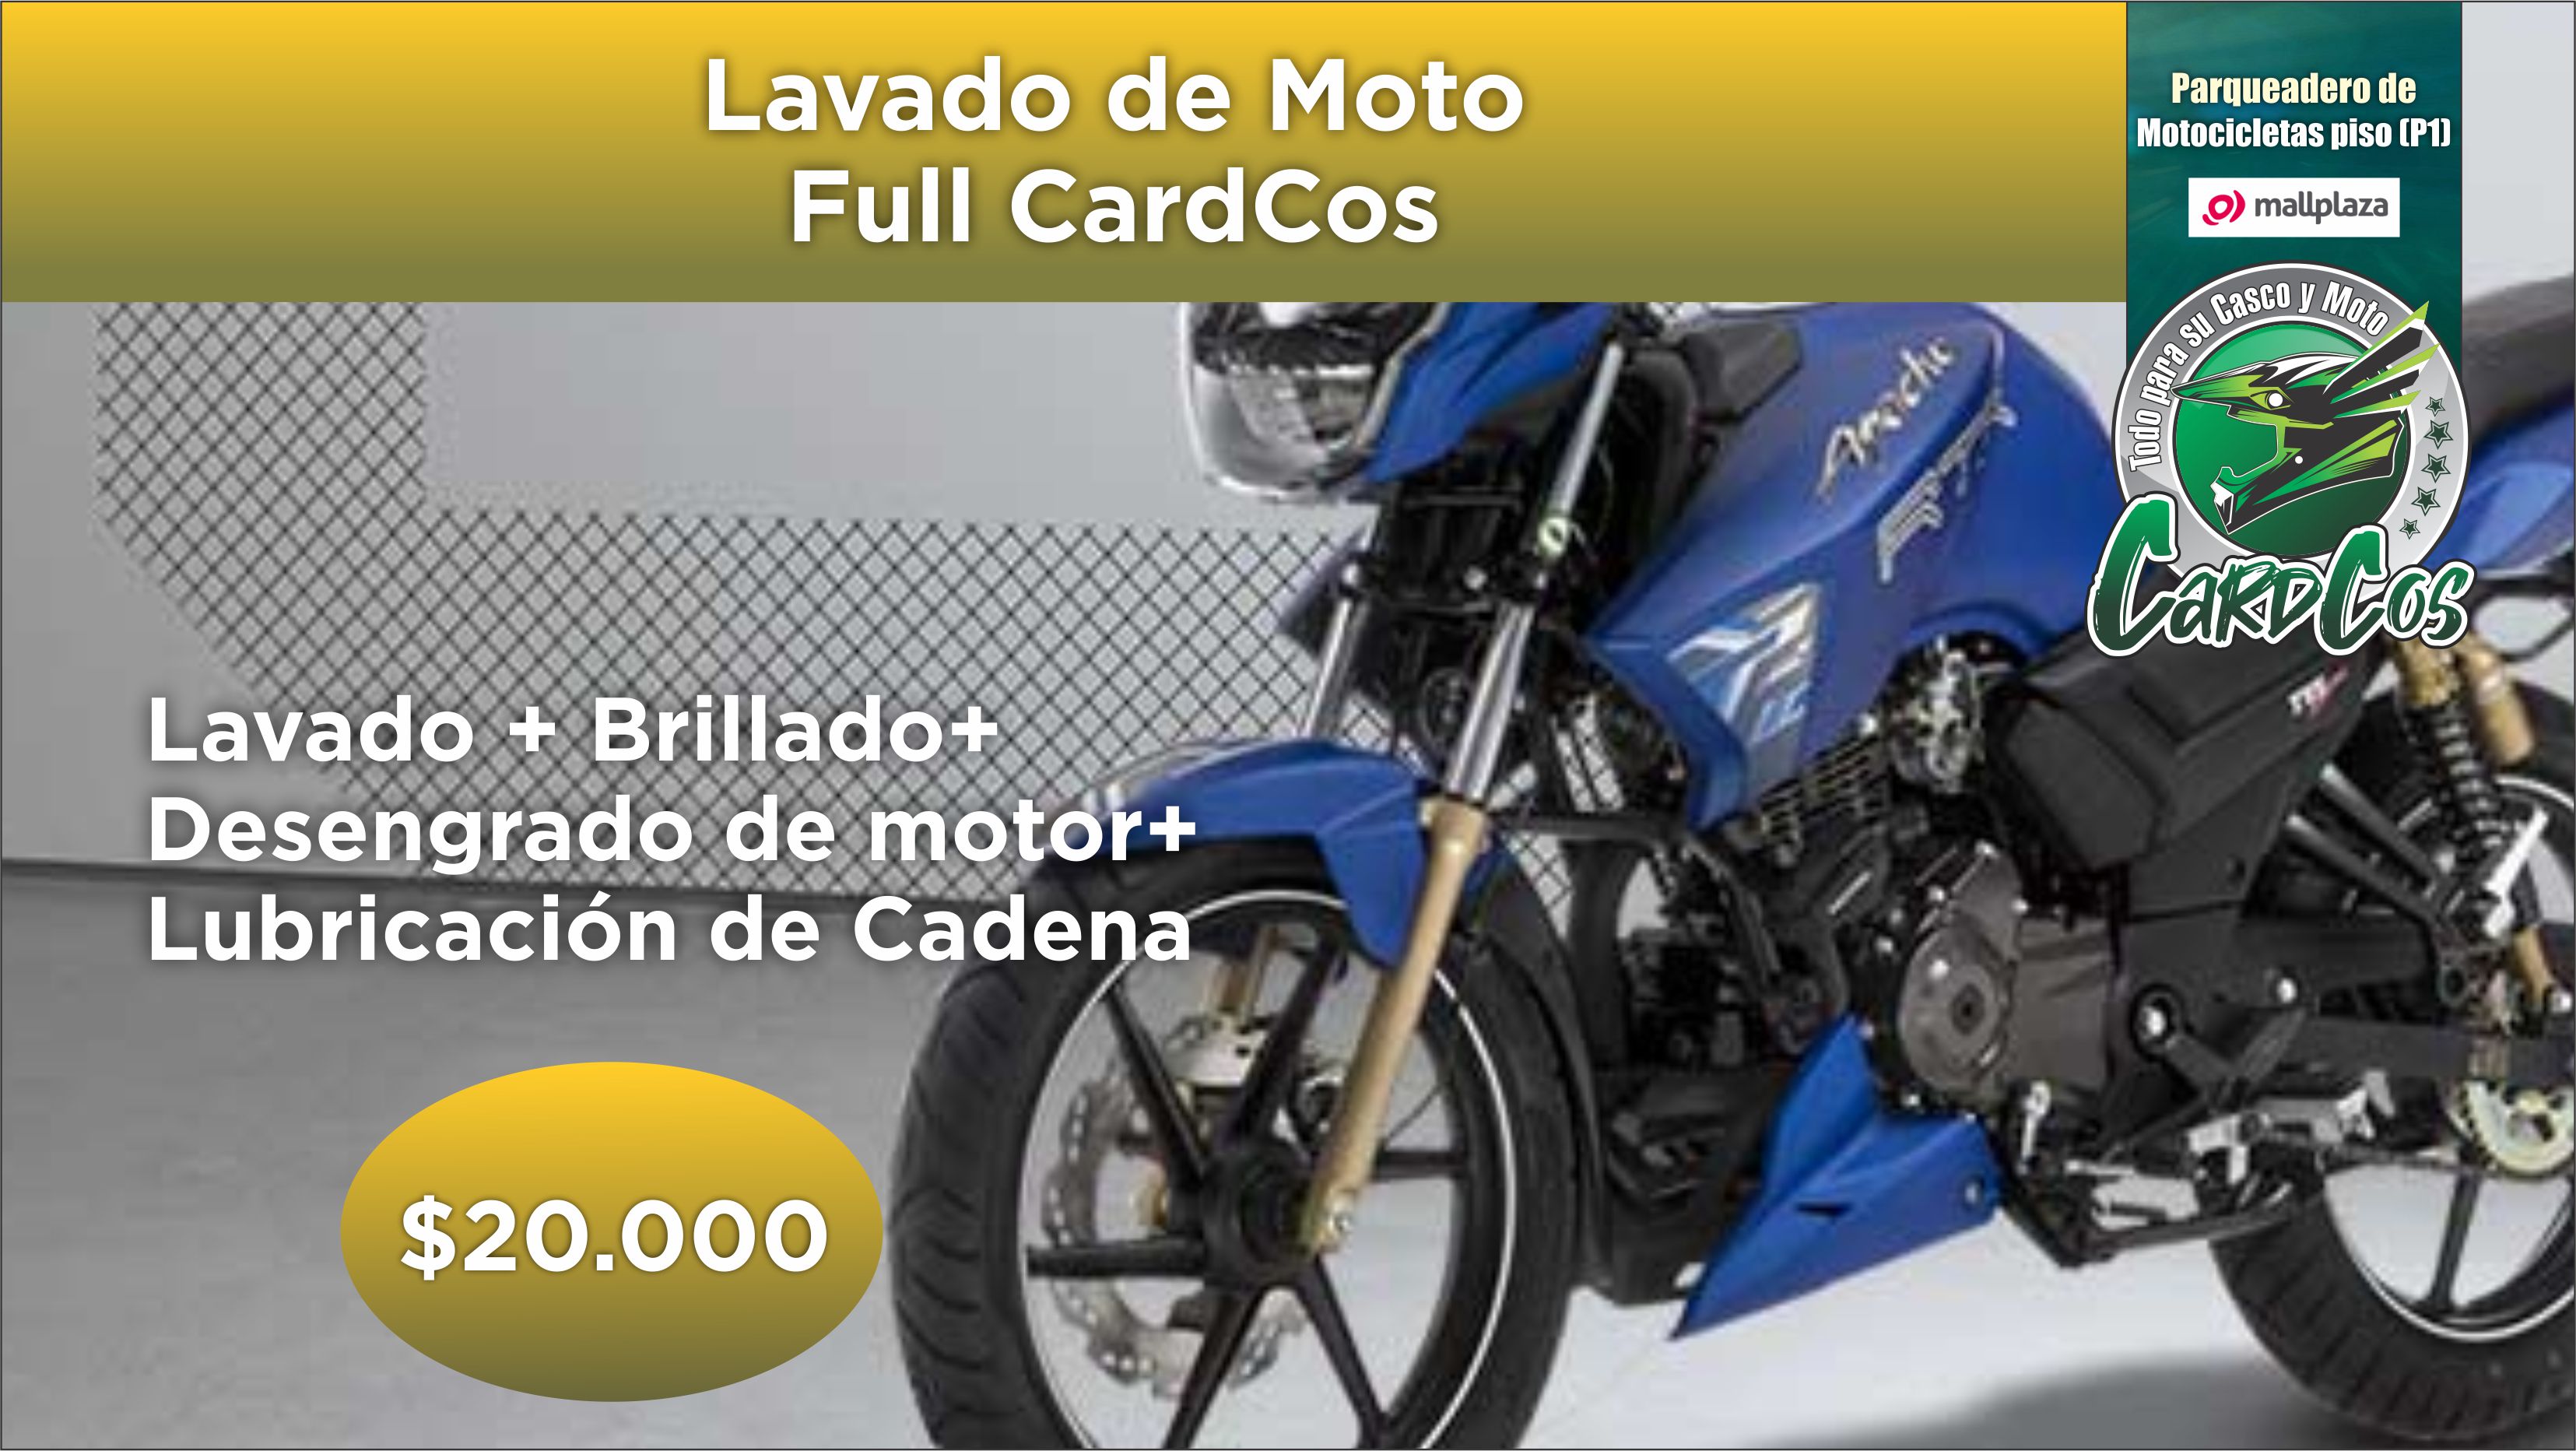 Lavado de Moto
Full CardCos
Parqueadero de
Motocicletas piso (P1)
mallplaza
Todo para su Casco y Moto
CardCos
Apache
Lavado + Brillado+
Desengrado de motor+
Lubricación de Cadena
$20.000